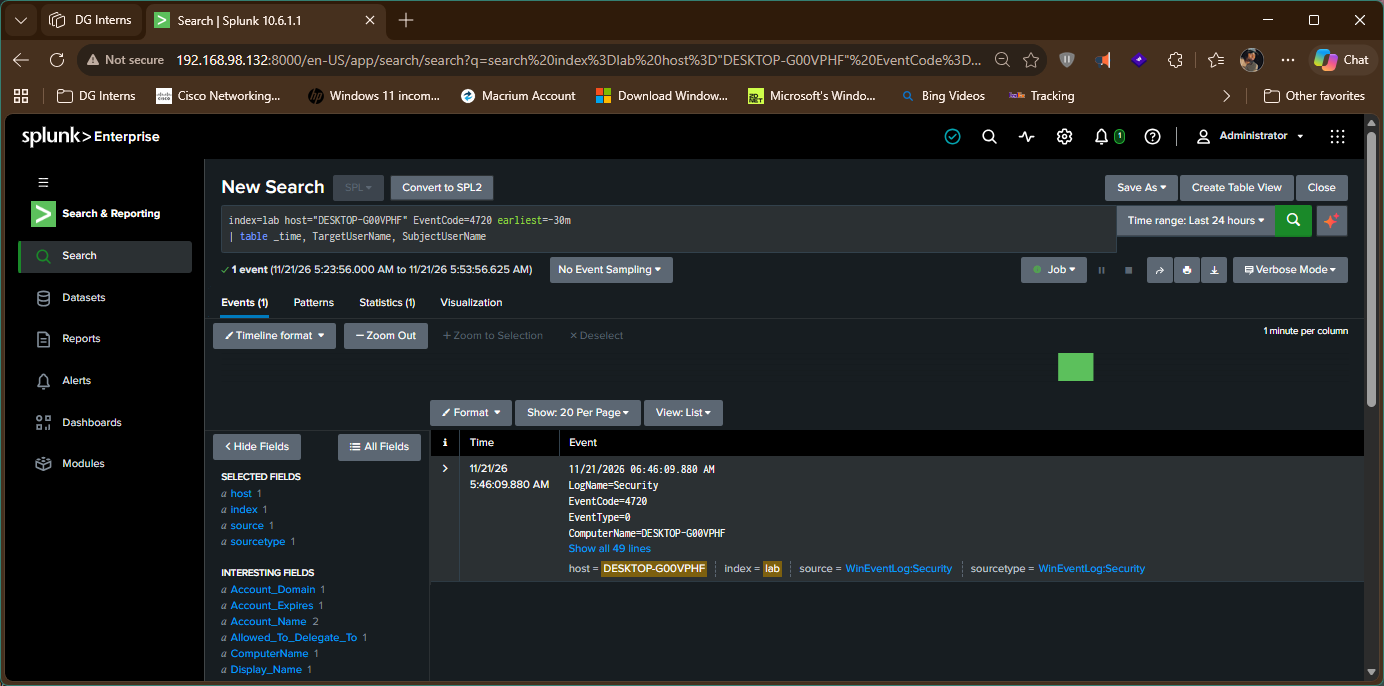 DG Interns
Search | Splunk 10.6.1.1
Not secure
192.168.98.132:8000/en-US/app/search/search?q=search%20index%3Dlab%20host%3D"DESKTOP-G00VPHF"%20EventCode%3D...
Chat
DG Interns
Cisco Networking...
Windows 11 incom...
Macrium Account
Download Window...
Microsoft's Windo...
Bing Videos
Tracking
Other favorites
splunk>Enterprise
1
Administrator
Search & Reporting
Search
Datasets
Reports
Alerts
Dashboards
Modules
New Search
SPL
Convert to SPL2
Save As
Create Table View
Close
index=lab host="DESKTOP-G00VPHF" EventCode=4720 earliest=-30m
| table _time, TargetUserName, SubjectUserName
Time range: Last 24 hours
✓ 1 event (11/21/26 5:23:56.000 AM to 11/21/26 5:53:56.625 AM)
No Event Sampling
Job
Verbose Mode
Events (1)
Patterns
Statistics (1)
Visualization
Timeline format
— Zoom Out
+ Zoom to Selection
× Deselect
1 minute per column
Format
Show: 20 Per Page
View: List
< Hide Fields
All Fields
i
Time
Event
SELECTED FIELDS
a host 1
a index 1
a source 1
a sourcetype 1
INTERESTING FIELDS
a Account_Domain 1
a Account_Expires 1
a Account_Name 2
a Allowed_To_Delegate_To 1
a ComputerName 1
a Display_Name 1
11/21/26
5:46:09.880 AM
11/21/2026 06:46:09.880 AM
LogName=Security
EventCode=4720
EventType=0
ComputerName=DESKTOP-G00VPHF
Show all 49 lines
host = DESKTOP-G00VPHF
index = lab
source = WinEventLog:Security
sourcetype = WinEventLog:Security